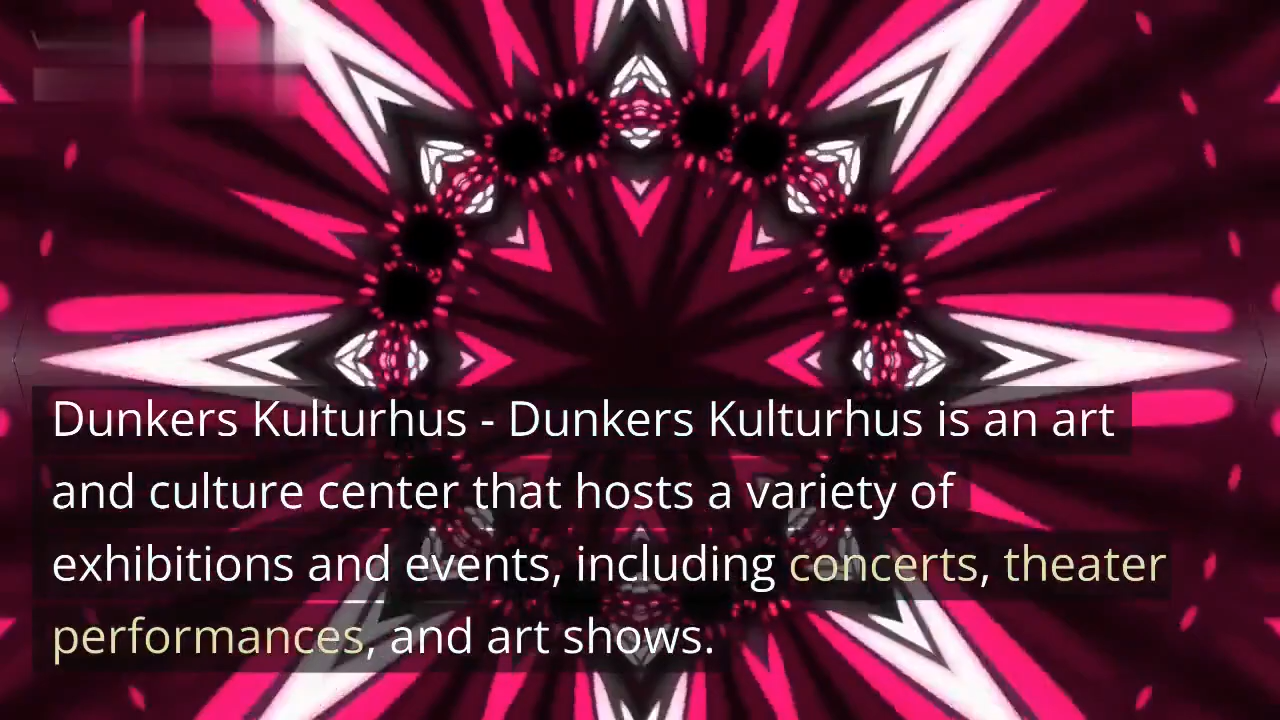 Dunkers Kulturhus - Dunkers Kulturhus is an art
and culture center that hosts a variety of
exhibitions and events, including concerts, theater
performances, and art shows.